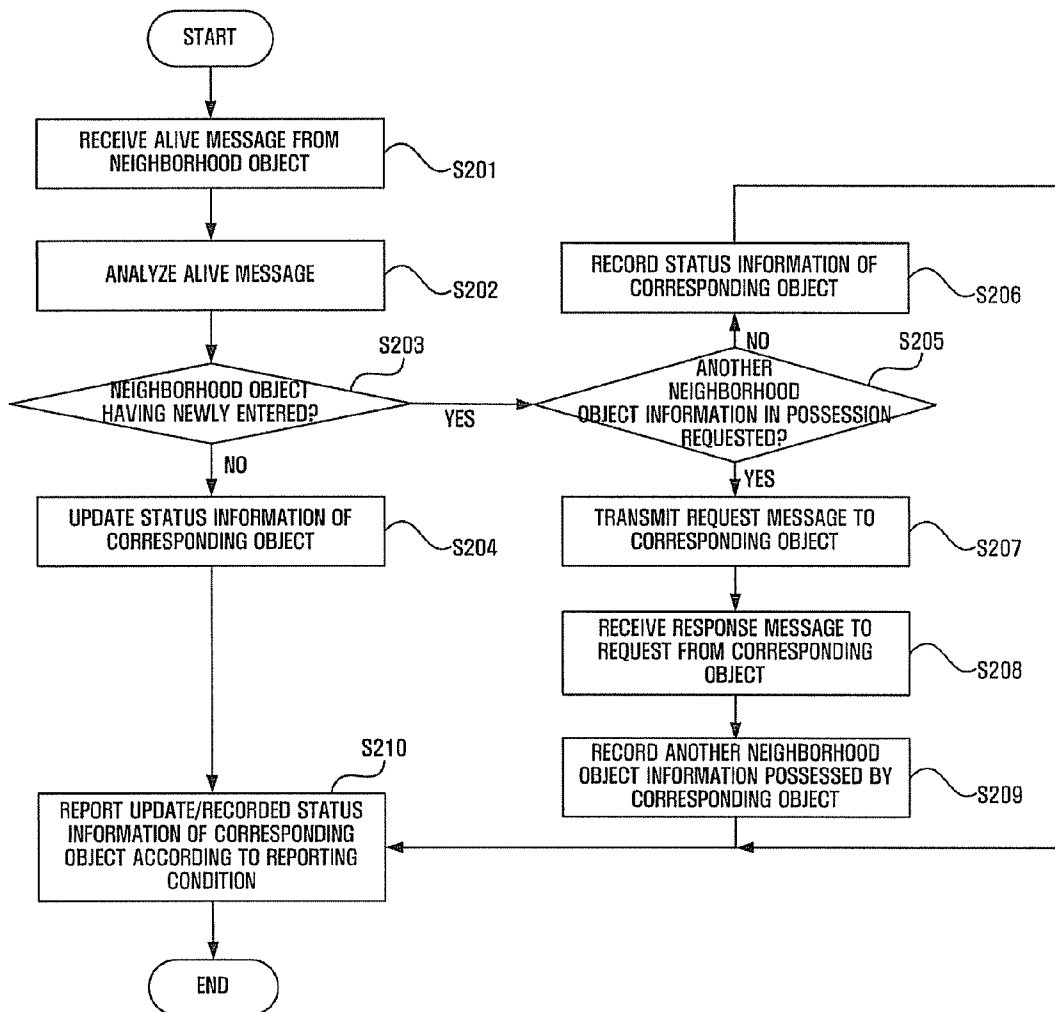 START
RECEIVE ALIVE MESSAGE FROM
NEIGHBORHOOD OBJECT
S201
ANALYZE ALIVE MESSAGE
S202
S203
NEIGHBORHOOD OBJECT
HAVING NEWLY ENTERED?
YES
NO
UPDATE STATUS INFORMATION OF
CORRESPONDING OBJECT
S204
RECORD STATUS INFORMATION OF
CORRESPONDING OBJECT
S206
NO
S205
ANOTHER
NEIGHBORHOOD
OBJECT INFORMATION IN POSSESSION
REQUESTED?
YES
TRANSMIT REQUEST MESSAGE TO
CORRESPONDING OBJECT
S207
RECEIVE RESPONSE MESSAGE TO
REQUEST FROM CORRESPONDING
OBJECT
S208
RECORD ANOTHER NEIGHBORHOOD
OBJECT INFORMATION POSSESSED BY
CORRESPONDING OBJECT
S209
S210
REPORT UPDATE/RECORDED STATUS
INFORMATION OF CORRESPONDING
OBJECT ACCORDING TO REPORTING
CONDITION
END